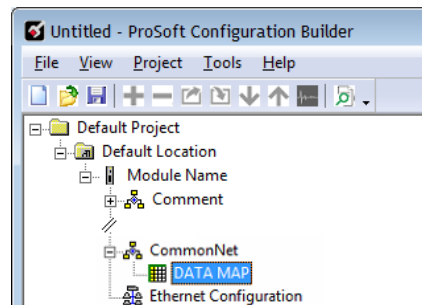 Untitled - ProSoft Configuration Builder
File View Project Tools Help
Default Project
Default Location
Module Name
Comment
CommonNet
DATA MAP
Ethernet Configuration